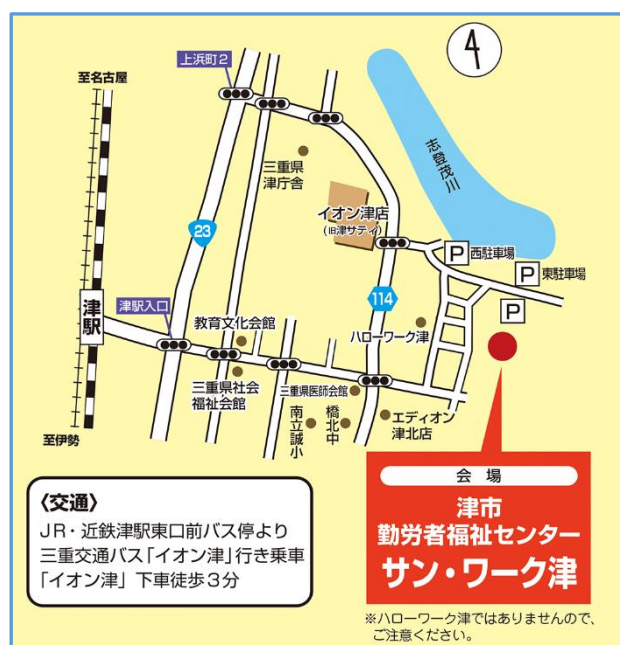 上浜町2
至名古屋
三重県
津庁舎
志登茂川
イオン津店
(旧津サティ)
23
P 西駐車場
P 東駐車場
P
114
津駅
津駅入口
教育文化会館
ハローワーク津
三重県社会
福祉会館
三重県医師会館
南立誠小
橋北中
エディオン
津北店
至伊勢
会場
津市
勤労者福祉センター
サン・ワーク津
〈交通〉
JR・近鉄津駅東口前バス停より
三重交通バス「イオン津」行き乗車
「イオン津」下車徒歩3分
※ハローワーク津ではありませんので、
ご注意ください。